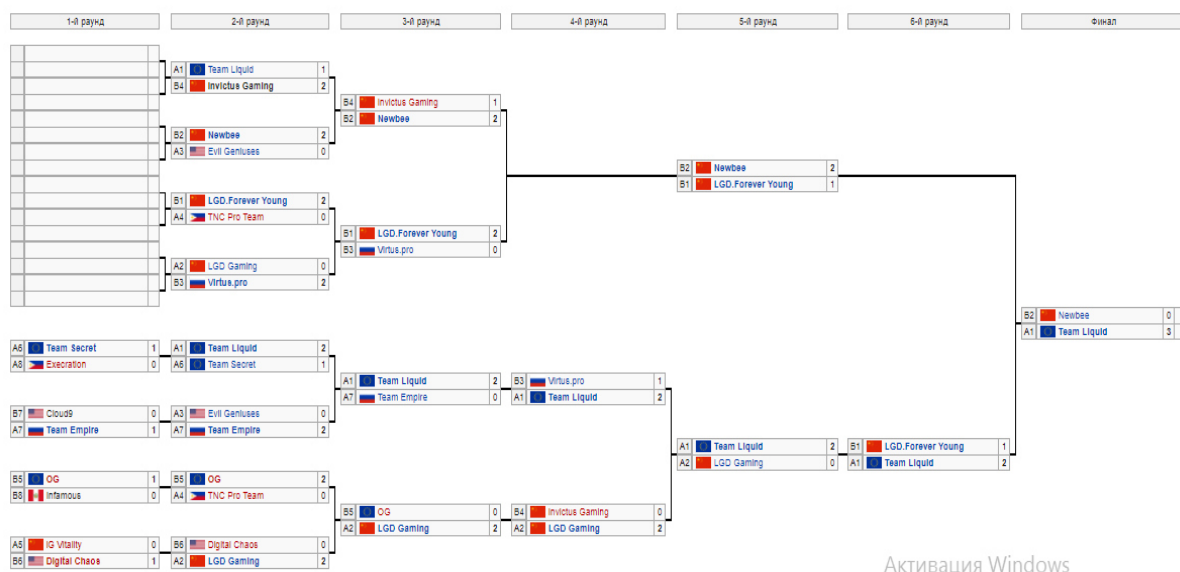 1-й раунд 2-й раунд 3-й раунд 4-й раунд 5-й раунд 6-й раунд Финал
A1 Team Liquid 1
B4 Invictus Gaming 2
B4 Invictus Gaming 1
B2 Newbee 2
B2 Newbee 2
A3 Evil Geniuses 0
B2 Newbee 2
B1 LGD.Forever Young 1
B1 LGD.Forever Young 2
A4 TNC Pro Team 0
B1 LGD.Forever Young 2
B3 Virtus.pro 0
A2 LGD Gaming 0
B3 Virtus.pro 2
B2 Newbee 0
A1 Team Liquid 3
A6 Team Secret 1 A1 Team Liquid 2
A8 Execration 0 A6 Team Secret 1
A1 Team Liquid 2 B3 Virtus.pro 1
A7 Team Empire 0 A1 Team Liquid 2
B7 Cloud9 0 A3 Evil Geniuses 0
A7 Team Empire 1 A7 Team Empire 2
A1 Team Liquid 2 B1 LGD.Forever Young 1
A2 LGD Gaming 0 A1 Team Liquid 2
B5 OG 1 B5 OG 2
B8 Infamous 0 A4 TNC Pro Team 0
B5 OG 0 B4 Invictus Gaming 0
A2 LGD Gaming 2 A2 LGD Gaming 2
A5 IG Vitality 0 B6 Digital Chaos 0
B6 Digital Chaos 1 A2 LGD Gaming 2
Активация Windows